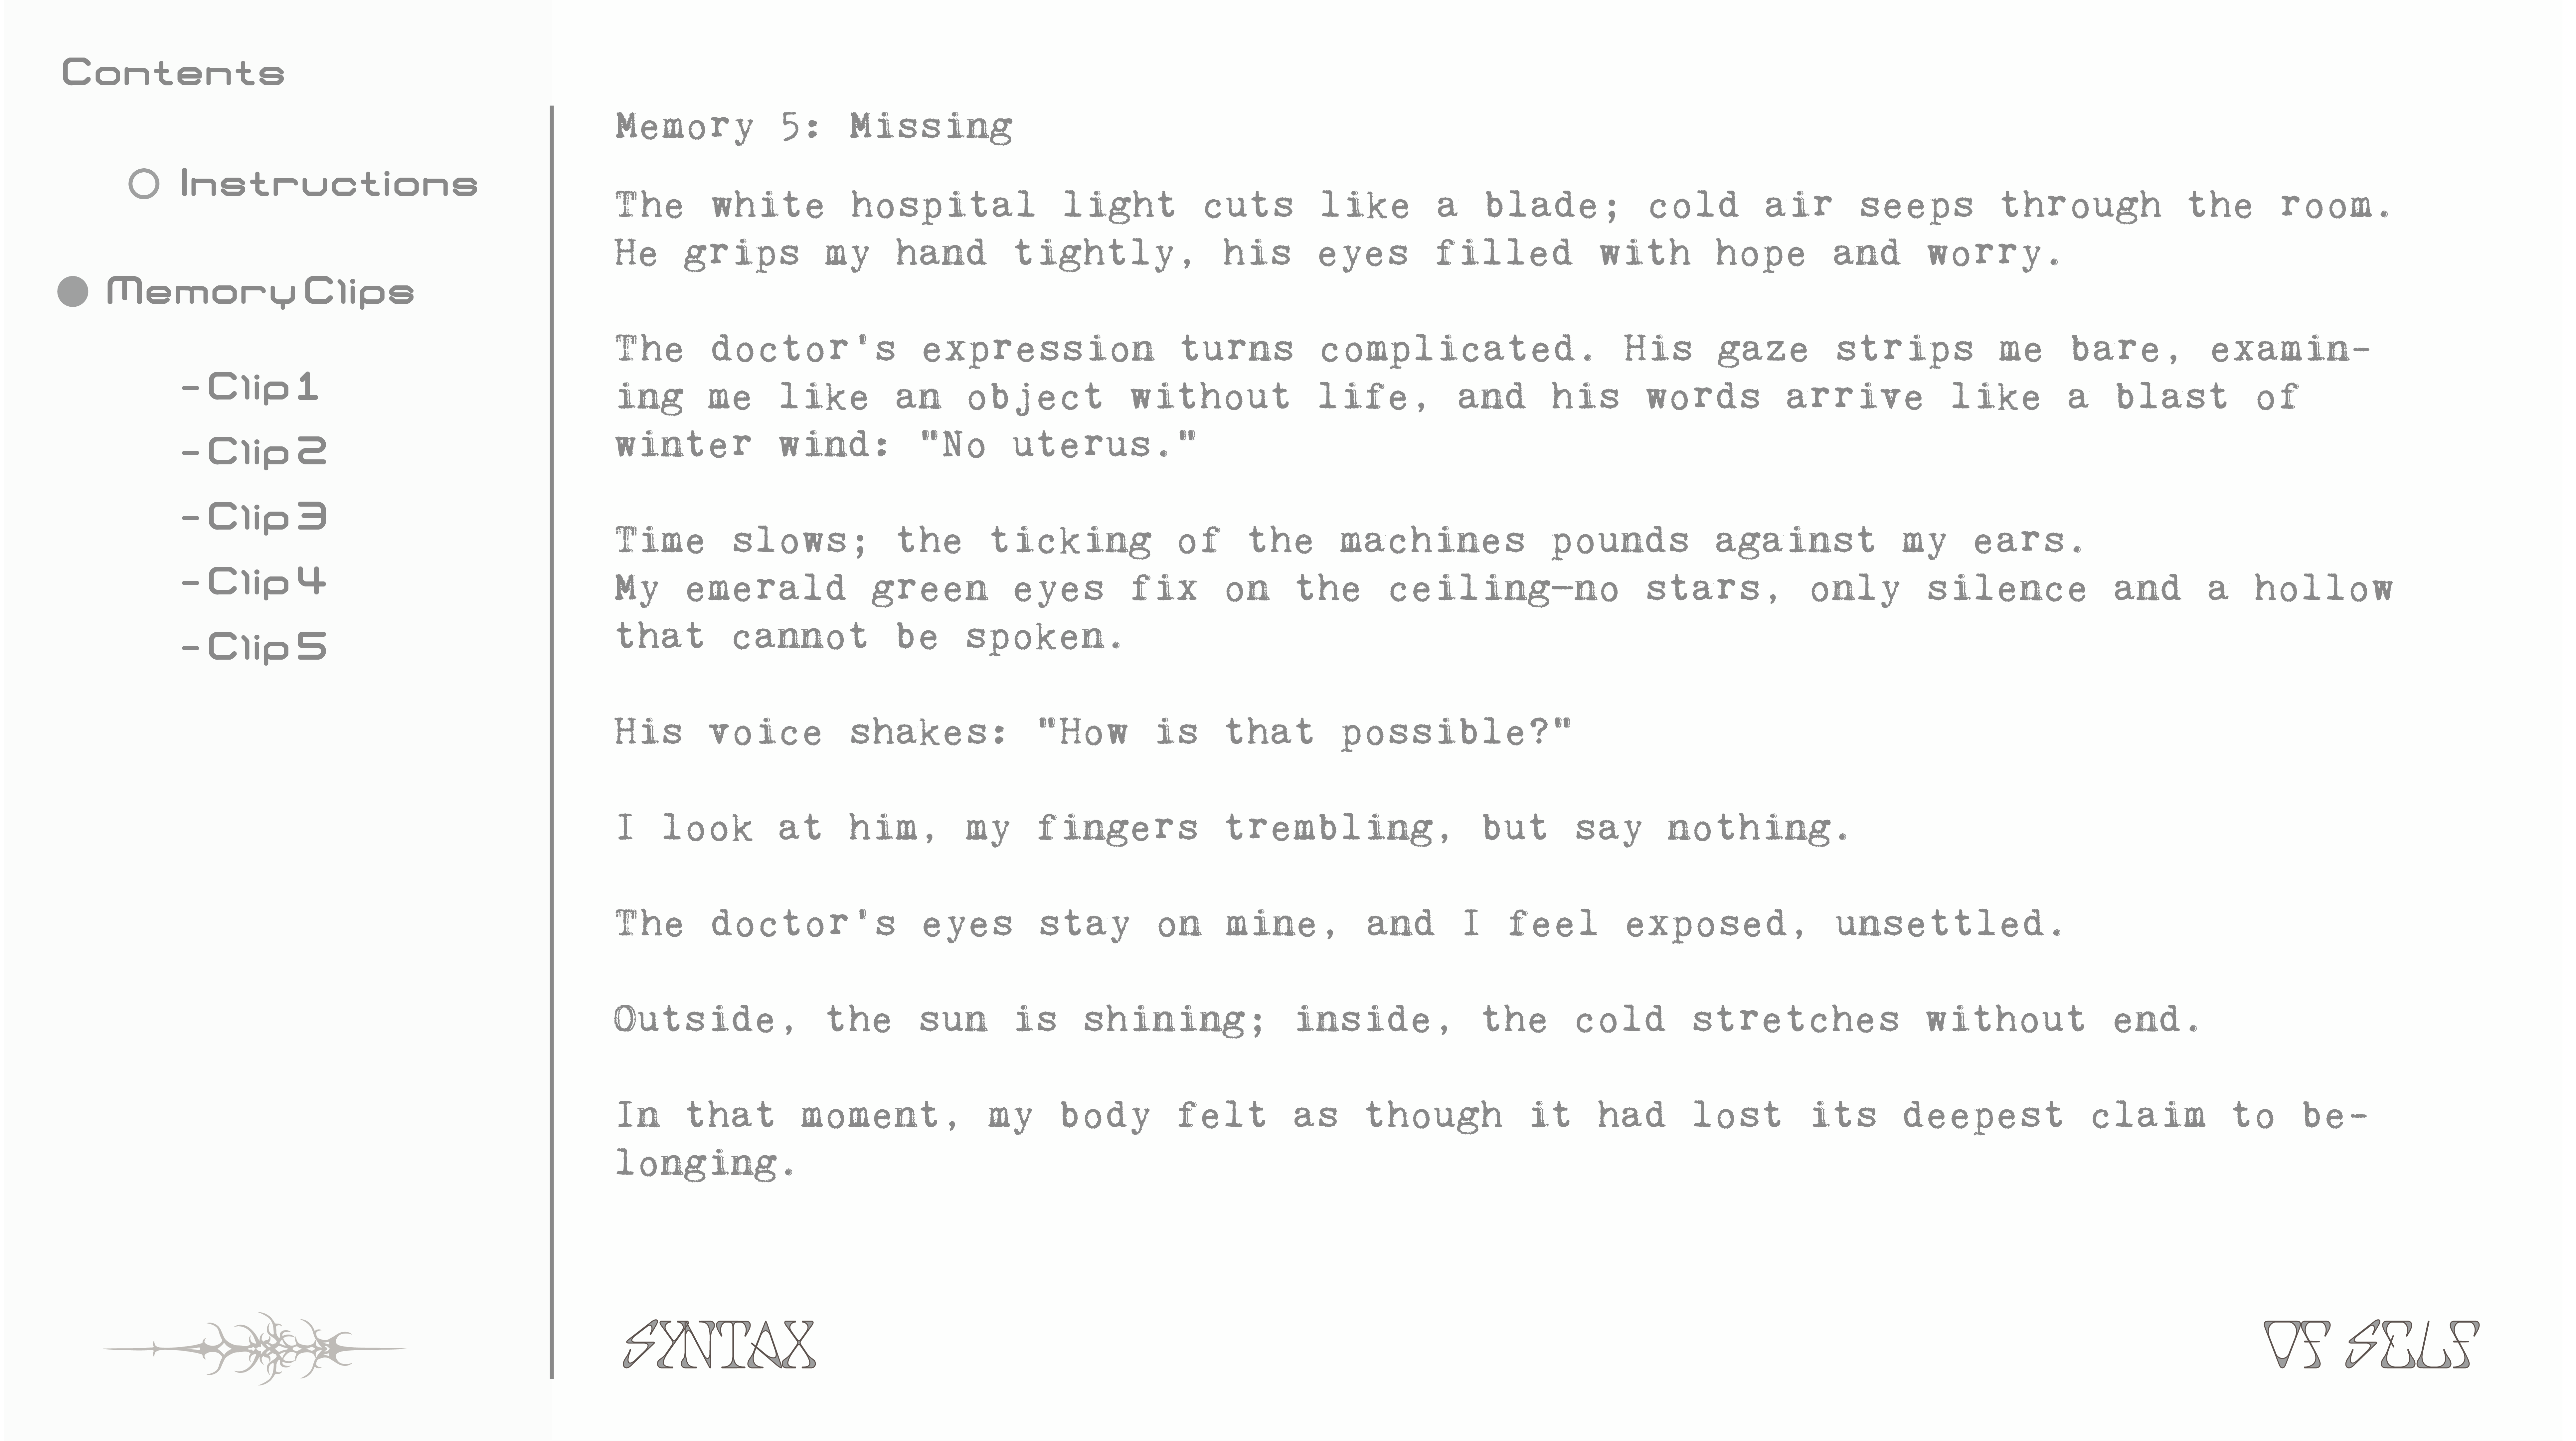 Contents
Instructions
Memory Clips
-Clip 1
-Clip 2
-Clip 3
-Clip 4
-Clip 5
Memory 5: Missing
The white hospital light cuts like a blade; cold air seeps through the room.
He grips my hand tightly, his eyes filled with hope and worry.
The doctor's expression turns complicated. His gaze strips me bare, examin-
ing me like an object without life, and his words arrive like a blast of
winter wind: "No uterus."
Time slows; the ticking of the machines pounds against my ears.
My emerald green eyes fix on the ceiling—no stars, only silence and a hollow
that cannot be spoken.
His voice shakes: "How is that possible?"
I look at him, my fingers trembling, but say nothing.
The doctor's eyes stay on mine, and I feel exposed, unsettled.
Outside, the sun is shining; inside, the cold stretches without end.
In that moment, my body felt as though it had lost its deepest claim to be-
longing.
SYNTAX
OF SELF